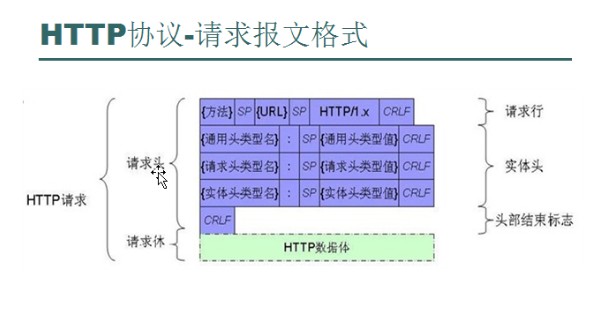 HTTP协议-请求报文格式
{方法} SP {URL} SP HTTP/1.x CRLF
请求行
{通用头类型名} : SP {通用头类型值} CRLF
请求头
{请求头类型名} : SP {请求头类型值} CRLF
实体头
{实体头类型名} : SP {实体头类型值} CRLF
HTTP请求
CRLF
头部结束标志
请求体
HTTP数据体